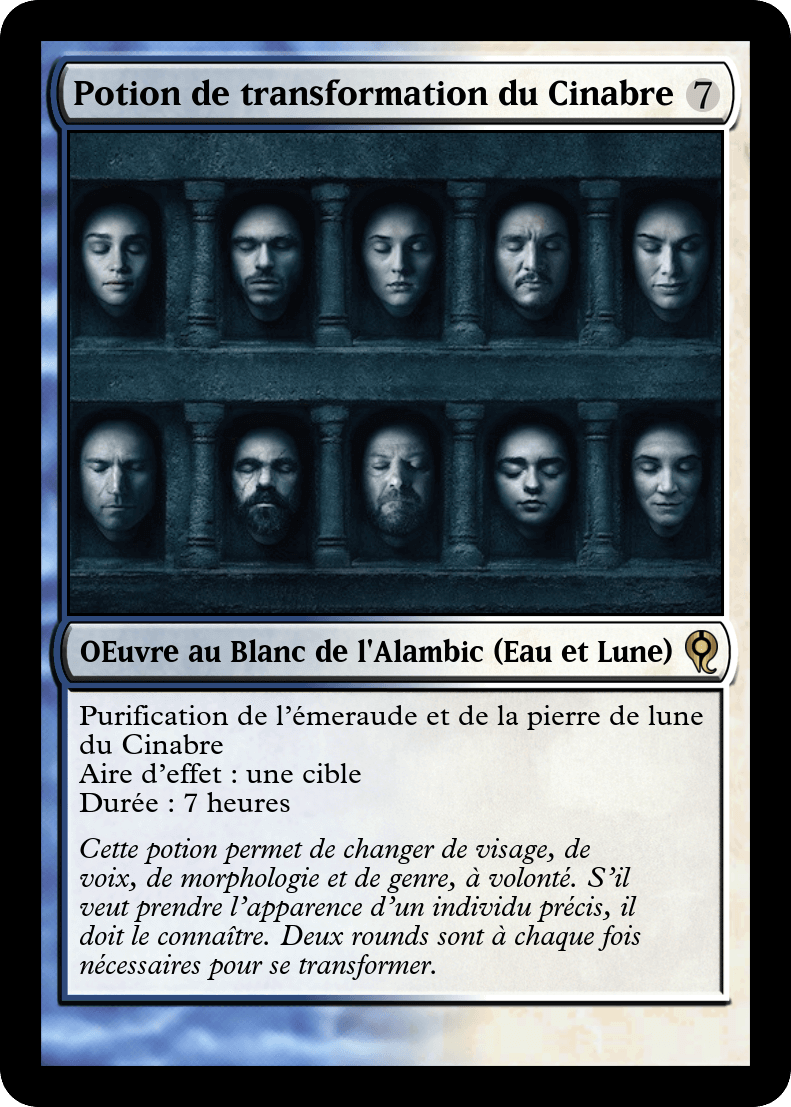 Potion de transformation du Cinabre 7
OEuvre au Blanc de l'Alambic (Eau et Lune)
Purification de l’émeraude et de la pierre de lune
du Cinabre
Aire d’effet : une cible
Durée : 7 heures
Cette potion permet de changer de visage, de
voix, de morphologie et de genre, à volonté. S’il
veut prendre l’apparence d’un individu précis, il
doit le connaître. Deux rounds sont à chaque fois
nécessaires pour se transformer.